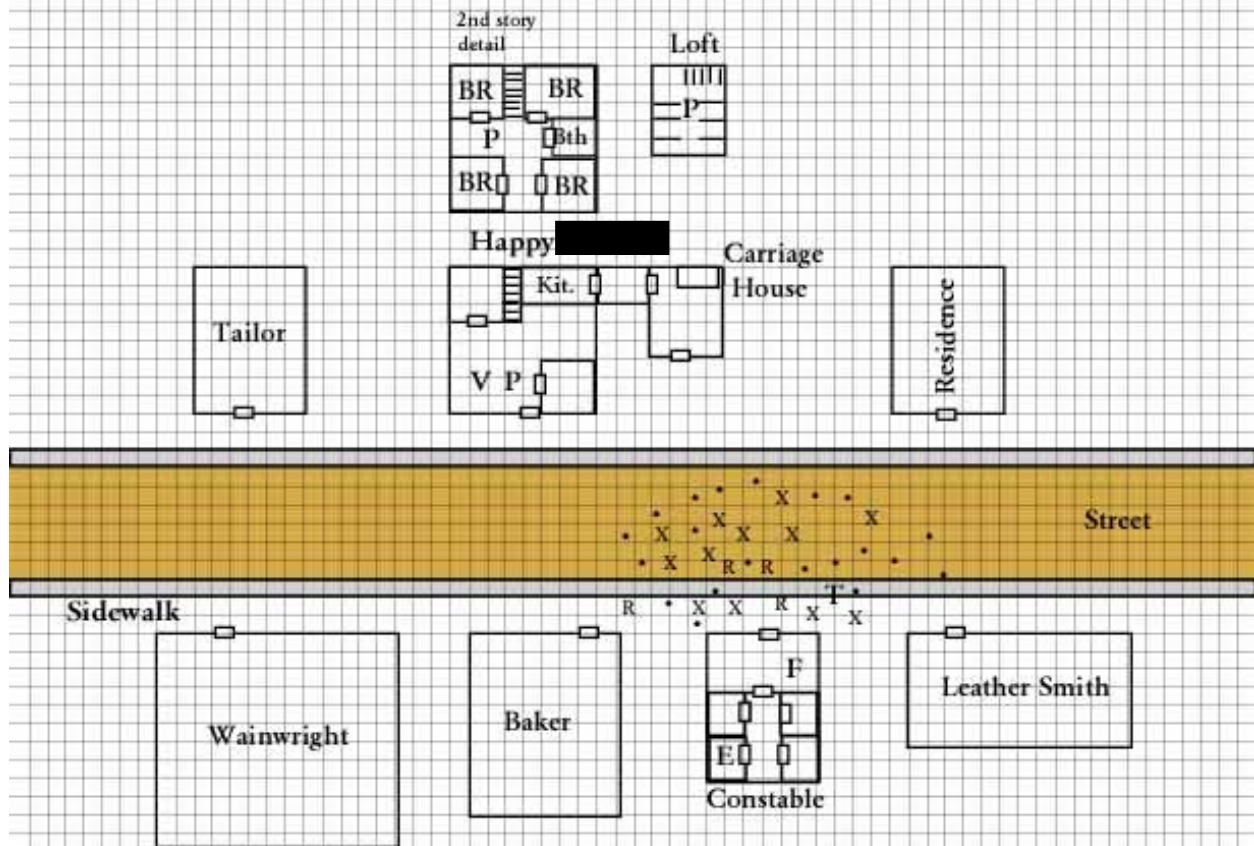 2nd story
detail
Loft
BR
BR
P
P
Bth
BR
BR
Happy
Carriage
House
Kit.
Tailor
Residence
V P
Street
X
X
X
X
X
X
X
X
R R
T
Sidewalk
R
X
X
R
X
X
F
Leather Smith
Baker
Wainwright
E
Constable